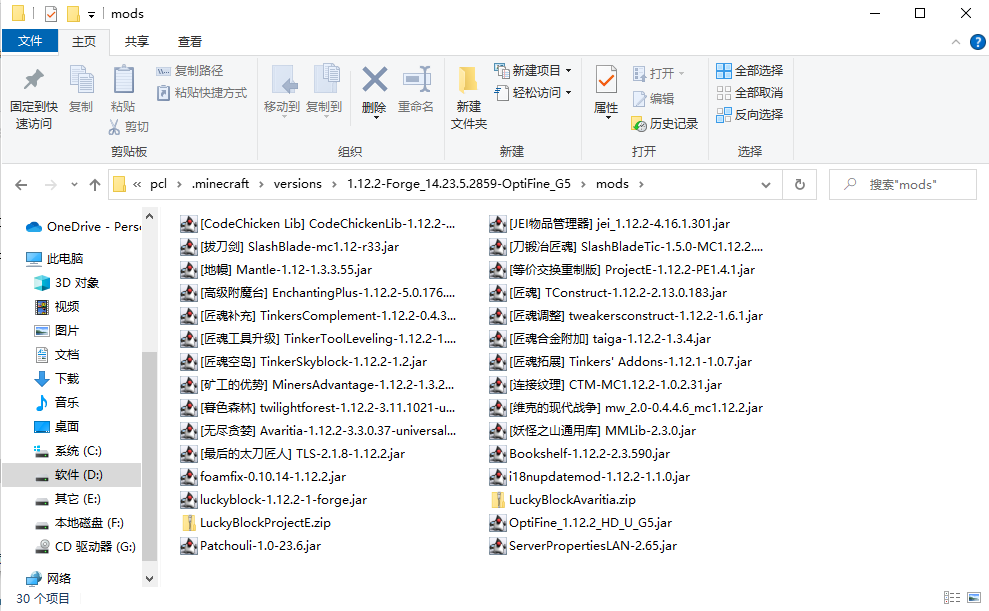 mods
文件 主页 共享 查看
固定到快速访问
复制
粘贴
复制路径
粘贴快捷方式
剪切
剪贴板
移动到
复制到
删除
重命名
组织
新建文件夹
新建项目
轻松访问
新建
属性
打开
编辑
历史记录
打开
全部选择
全部取消
反向选择
选择
« pcl › .minecraft › versions › 1.12.2-Forge_14.23.5.2859-OptiFine_G5 › mods ›
搜索"mods"
OneDrive - Pers
此电脑
3D 对象
视频
图片
文档
下载
音乐
桌面
系统 (C:)
软件 (D:)
其它 (E:)
本地磁盘 (F:)
CD 驱动器 (G:)
网络
[CodeChicken Lib] CodeChickenLib-1.12.2-...
[JEI物品管理器] jei_1.12.2-4.16.1.301.jar
[拔刀剑] SlashBlade-mc1.12-r33.jar
[刀锻冶匠魂] SlashBladeTic-1.5.0-MC1.12.2....
[地幔] Mantle-1.12-1.3.3.55.jar
[等价交换重制版] ProjectE-1.12.2-PE1.4.1.jar
[高级附魔台] EnchantingPlus-1.12.2-5.0.176....
[匠魂] TConstruct-1.12.2-2.13.0.183.jar
[匠魂补充] TinkersComplement-1.12.2-0.4.3...
[匠魂调整] tweakersconstruct-1.12.2-1.6.1.jar
[匠魂工具升级] TinkerToolLeveling-1.12.2-1....
[匠魂合金附加] taiga-1.12.2-1.3.4.jar
[匠魂空岛] TinkerSkyblock-1.12.2-1.2.jar
[匠魂拓展] Tinkers' Addons-1.12.1-1.0.7.jar
[矿工的优势] MinersAdvantage-1.12.2-1.3.2...
[连接纹理] CTM-MC1.12.2-1.0.2.31.jar
[暮色森林] twilightforest-1.12.2-3.11.1021-u...
[维克的现代战争] mw_2.0-0.4.4.6_mc1.12.2.jar
[无尽贪婪] Avaritia-1.12.2-3.3.0.37-universal...
[妖怪之山通用库] MMLib-2.3.0.jar
[最后的太刀匠人] TLS-2.1.8-1.12.2.jar
Bookshelf-1.12.2-2.3.590.jar
foamfix-0.10.14-1.12.2.jar
i18nupdatemod-1.12.2-1.1.0.jar
luckyblock-1.12.2-1-forge.jar
LuckyBlockAvaritia.zip
LuckyBlockProjectE.zip
OptiFine_1.12.2_HD_U_G5.jar
Patchouli-1.0-23.6.jar
ServerPropertiesLAN-2.65.jar
30 个项目